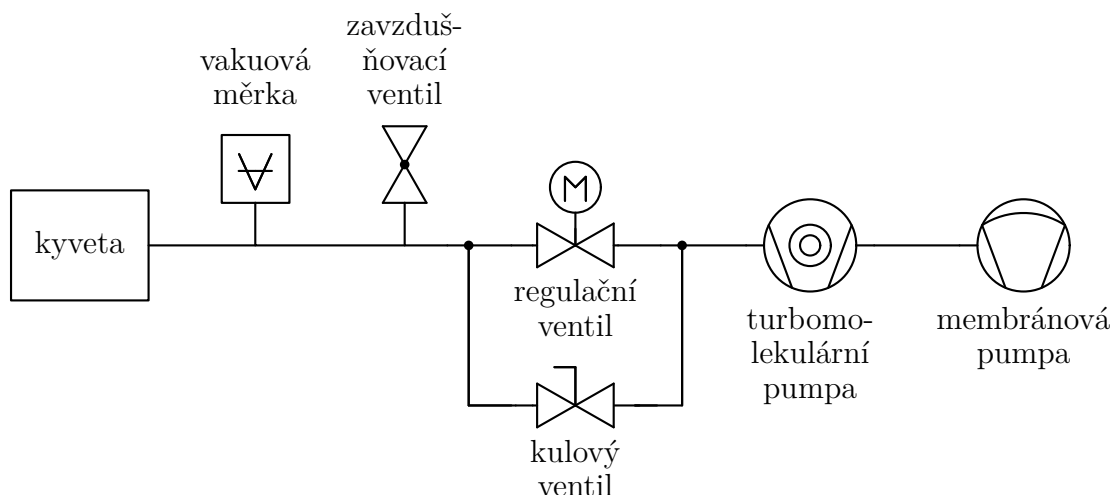 zavzduš-
ňovací
ventil
vakuová
měrka
M
kyveta
regulační
ventil
turbomo-
lekulární
pumpa
membránová
pumpa
kulový
ventil